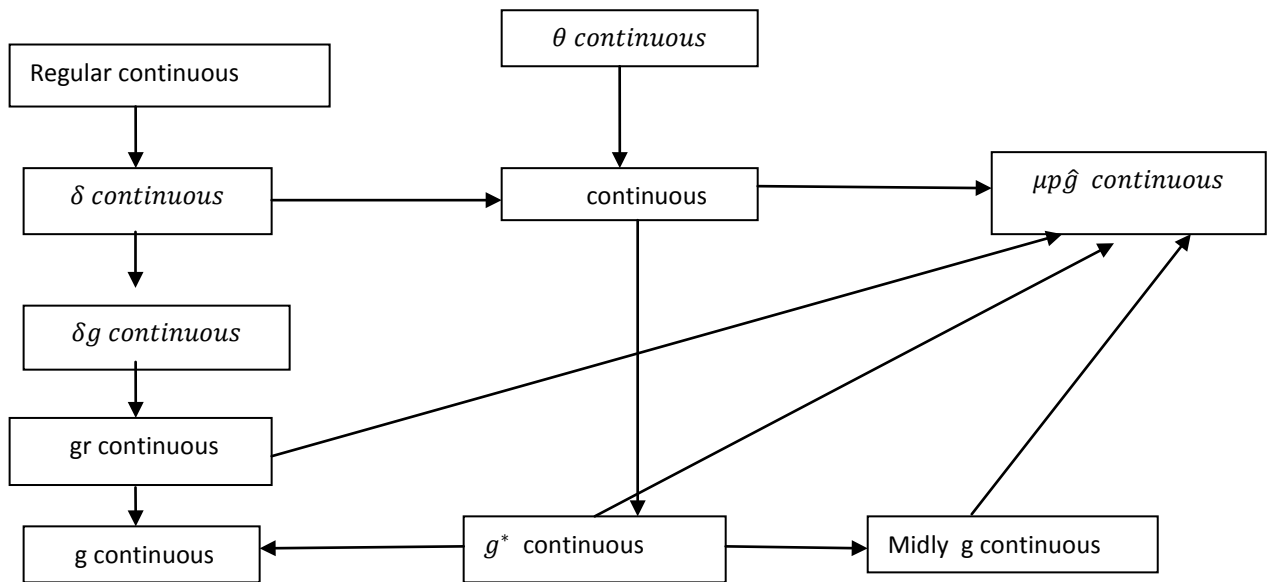 θ continuous
Regular continuous
δ continuous
continuous
μpĝ continuous
δg continuous
gr continuous
g continuous
g* continuous
Midly g continuous